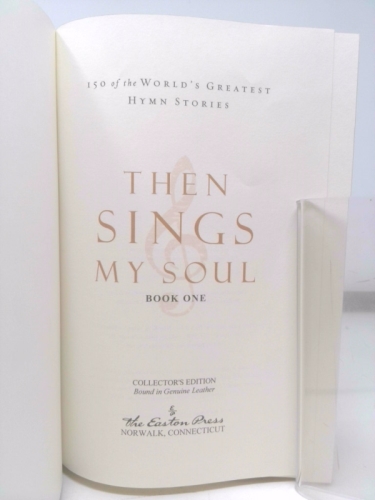 150 of the WORLD'S GREATEST
HYMN STORIES
THEN
SINGS
MY SOUL
BOOK ONE
COLLECTOR'S EDITION
Bound in Genuine Leather
The Easton Press
NORWALK, CONNECTICUT